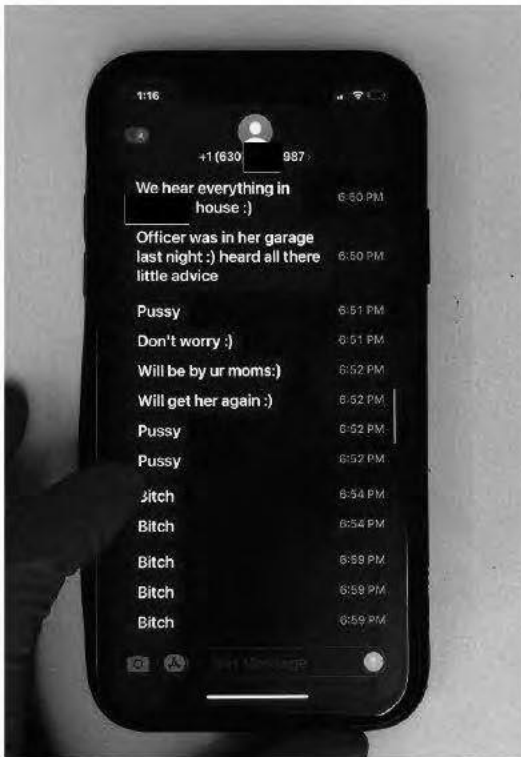 1:16
+1 (630 987 ›
We hear everything in
house :)
6:50 PM
Officer was in her garage
last night :) heard all there
little advice
6:50 PM
Pussy 6:51 PM
Don't worry :) 6:51 PM
Will be by ur moms:) 6:52 PM
Will get her again :) 6:52 PM
Pussy 6:52 PM
Pussy 6:52 PM
Bitch 6:54 PM
Bitch 6:54 PM
Bitch 6:59 PM
Bitch 6:59 PM
Bitch 6:59 PM
Text Message